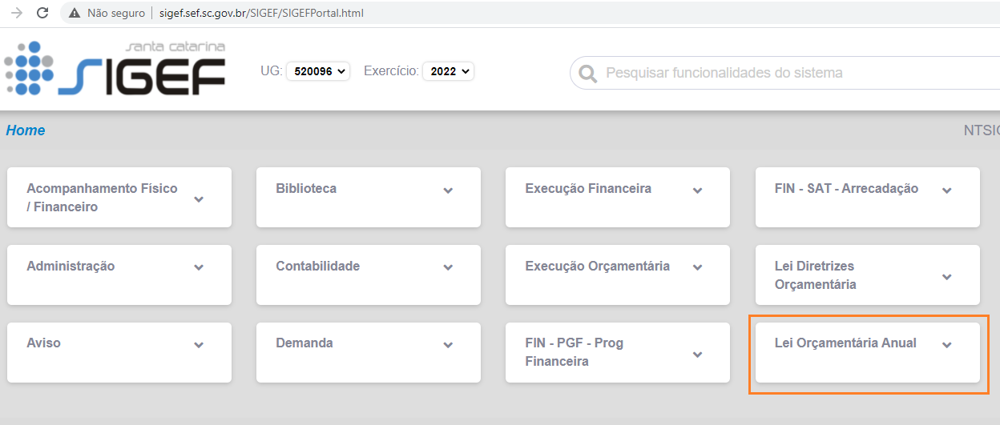 Não seguro sigef.sef.sc.gov.br/SIGEF/SIGEFPortal.html
santa catarina
SIGEF
UG: 520096 Exercício: 2022 Pesquisar funcionalidades do sistema
Home
Acompanhamento Físico
/ Financeiro
Biblioteca
Execução Financeira
FIN - SAT - Arrecadação
Administração
Contabilidade
Execução Orçamentária
Lei Diretrizes
Orçamentária
Aviso
Demanda
FIN - PGF - Prog
Financeira
Lei Orçamentária Anual